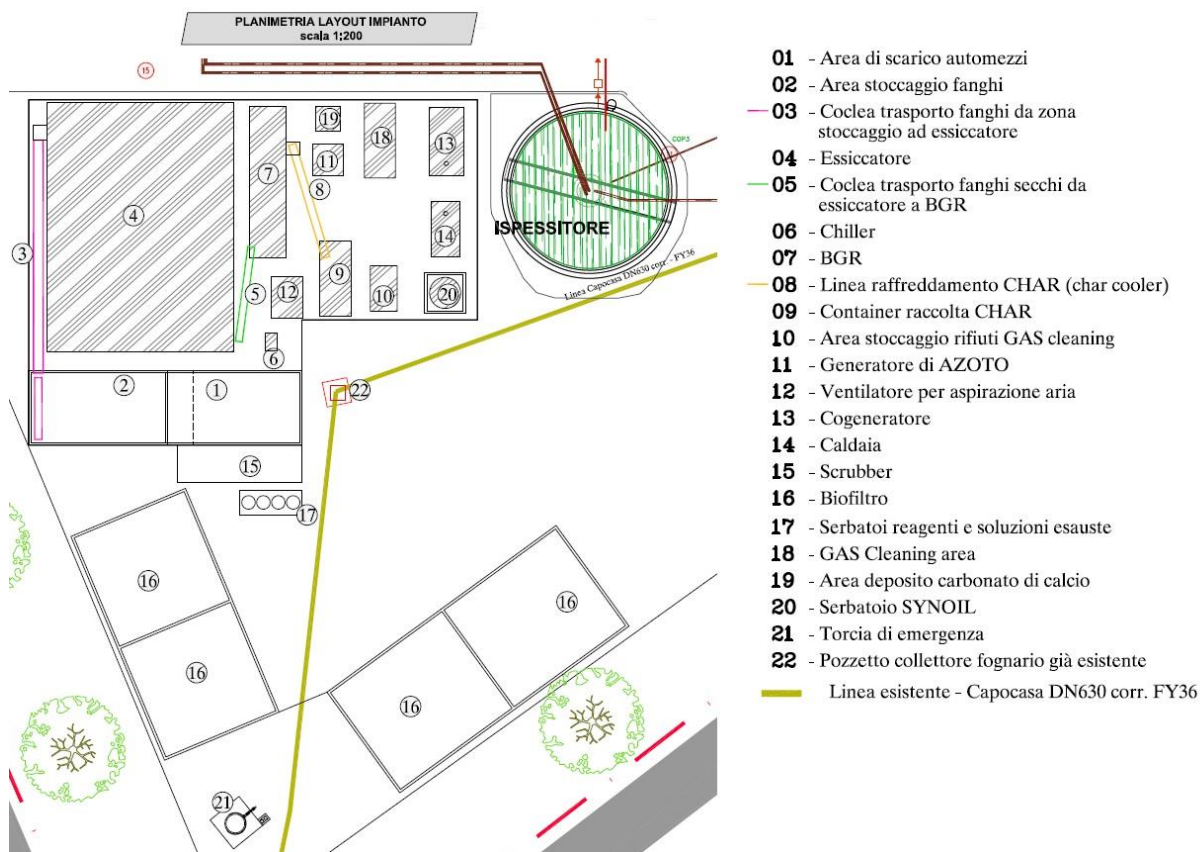 PLANIMETRIA LAYOUT IMPIANTO
scala 1;200
15
COP.3
19
18
13
11
7
8
4
14
ISPESSITORE
3
9
5
12
10
20
Linea Capocasa DN630 corr. - FY36
6
2
1
22
15
17
16
16
16
16
21
01 - Area di scarico automezzi
02 - Area stoccaggio fanghi
03 - Coclea trasporto fanghi da zona
stoccaggio ad essiccatore
04 - Essiccatore
05 - Coclea trasporto fanghi secchi da
essiccatore a BGR
06 - Chiller
07 - BGR
08 - Linea raffreddamento CHAR (char cooler)
09 - Container raccolta CHAR
10 - Area stoccaggio rifiuti GAS cleaning
11 - Generatore di AZOTO
12 - Ventilatore per aspirazione aria
13 - Cogeneratore
14 - Caldaia
15 - Scrubber
16 - Biofiltro
17 - Serbatoi reagenti e soluzioni esauste
18 - GAS Cleaning area
19 - Area deposito carbonato di calcio
20 - Serbatoio SYNOIL
21 - Torcia di emergenza
22 - Pozzetto collettore fognario già esistente
Linea esistente - Capocasa DN630 corr. FY36